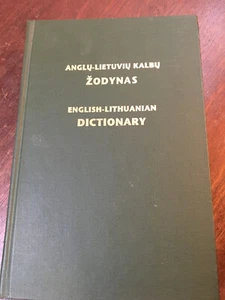 ANGLŲ-LIETUVIŲ KALBŲ
ŽODYNAS
ENGLISH-LITHUANIAN
DICTIONARY